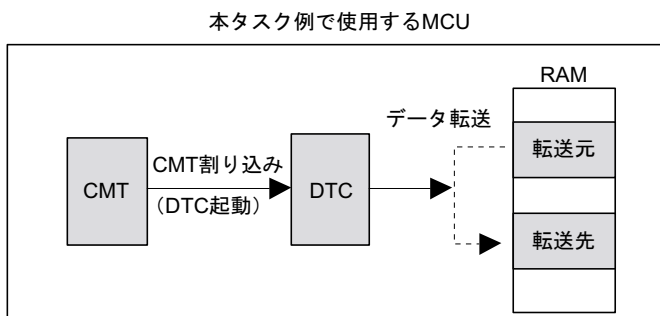 本タスク例で使用するMCU
RAM
データ転送
転送元
CMT割り込み
CMT
DTC
(DTC起動)
転送先